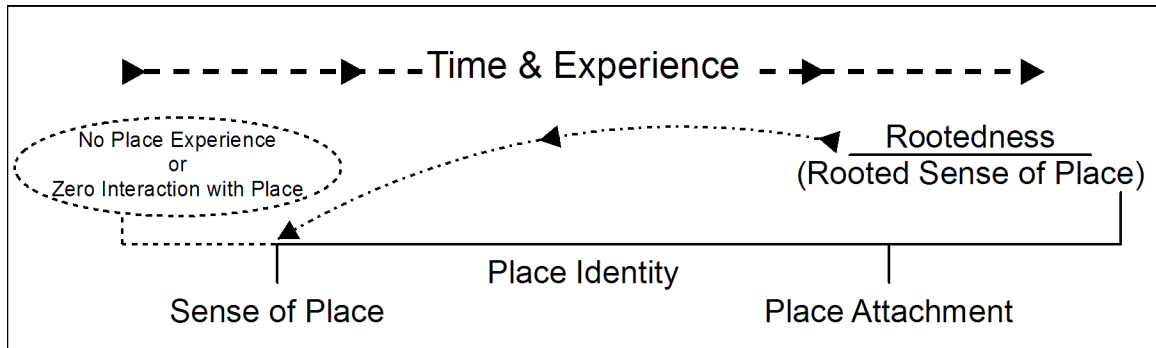 Time & Experience
No Place Experience
or
Zero Interaction with Place
Rootedness
(Rooted Sense of Place)
Place Identity
Sense of Place
Place Attachment